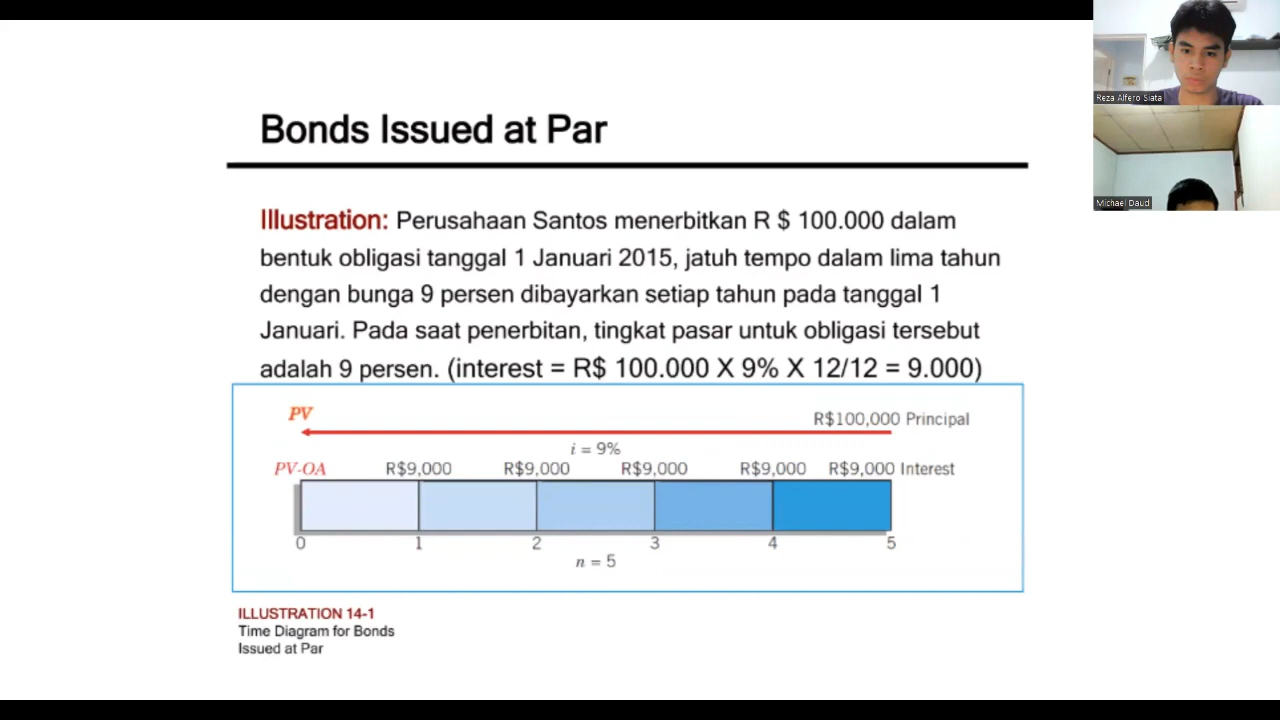 Bonds Issued at Par
Illustration: Perusahaan Santos menerbitkan R $ 100.000 dalam
bentuk obligasi tanggal 1 Januari 2015, jatuh tempo dalam lima tahun
dengan bunga 9 persen dibayarkan setiap tahun pada tanggal 1
Januari. Pada saat penerbitan, tingkat pasar untuk obligasi tersebut
adalah 9 persen. (interest = R$ 100.000 X 9% X 12/12 = 9.000)
PV
R$100,000 Principal
i = 9%
PV-OA R$9,000 R$9,000 R$9,000 R$9,000 R$9,000 Interest
0 1 2 3 4 5
n = 5
ILLUSTRATION 14-1
Time Diagram for Bonds
Issued at Par
Reza Alfero Siata
Michael Daud